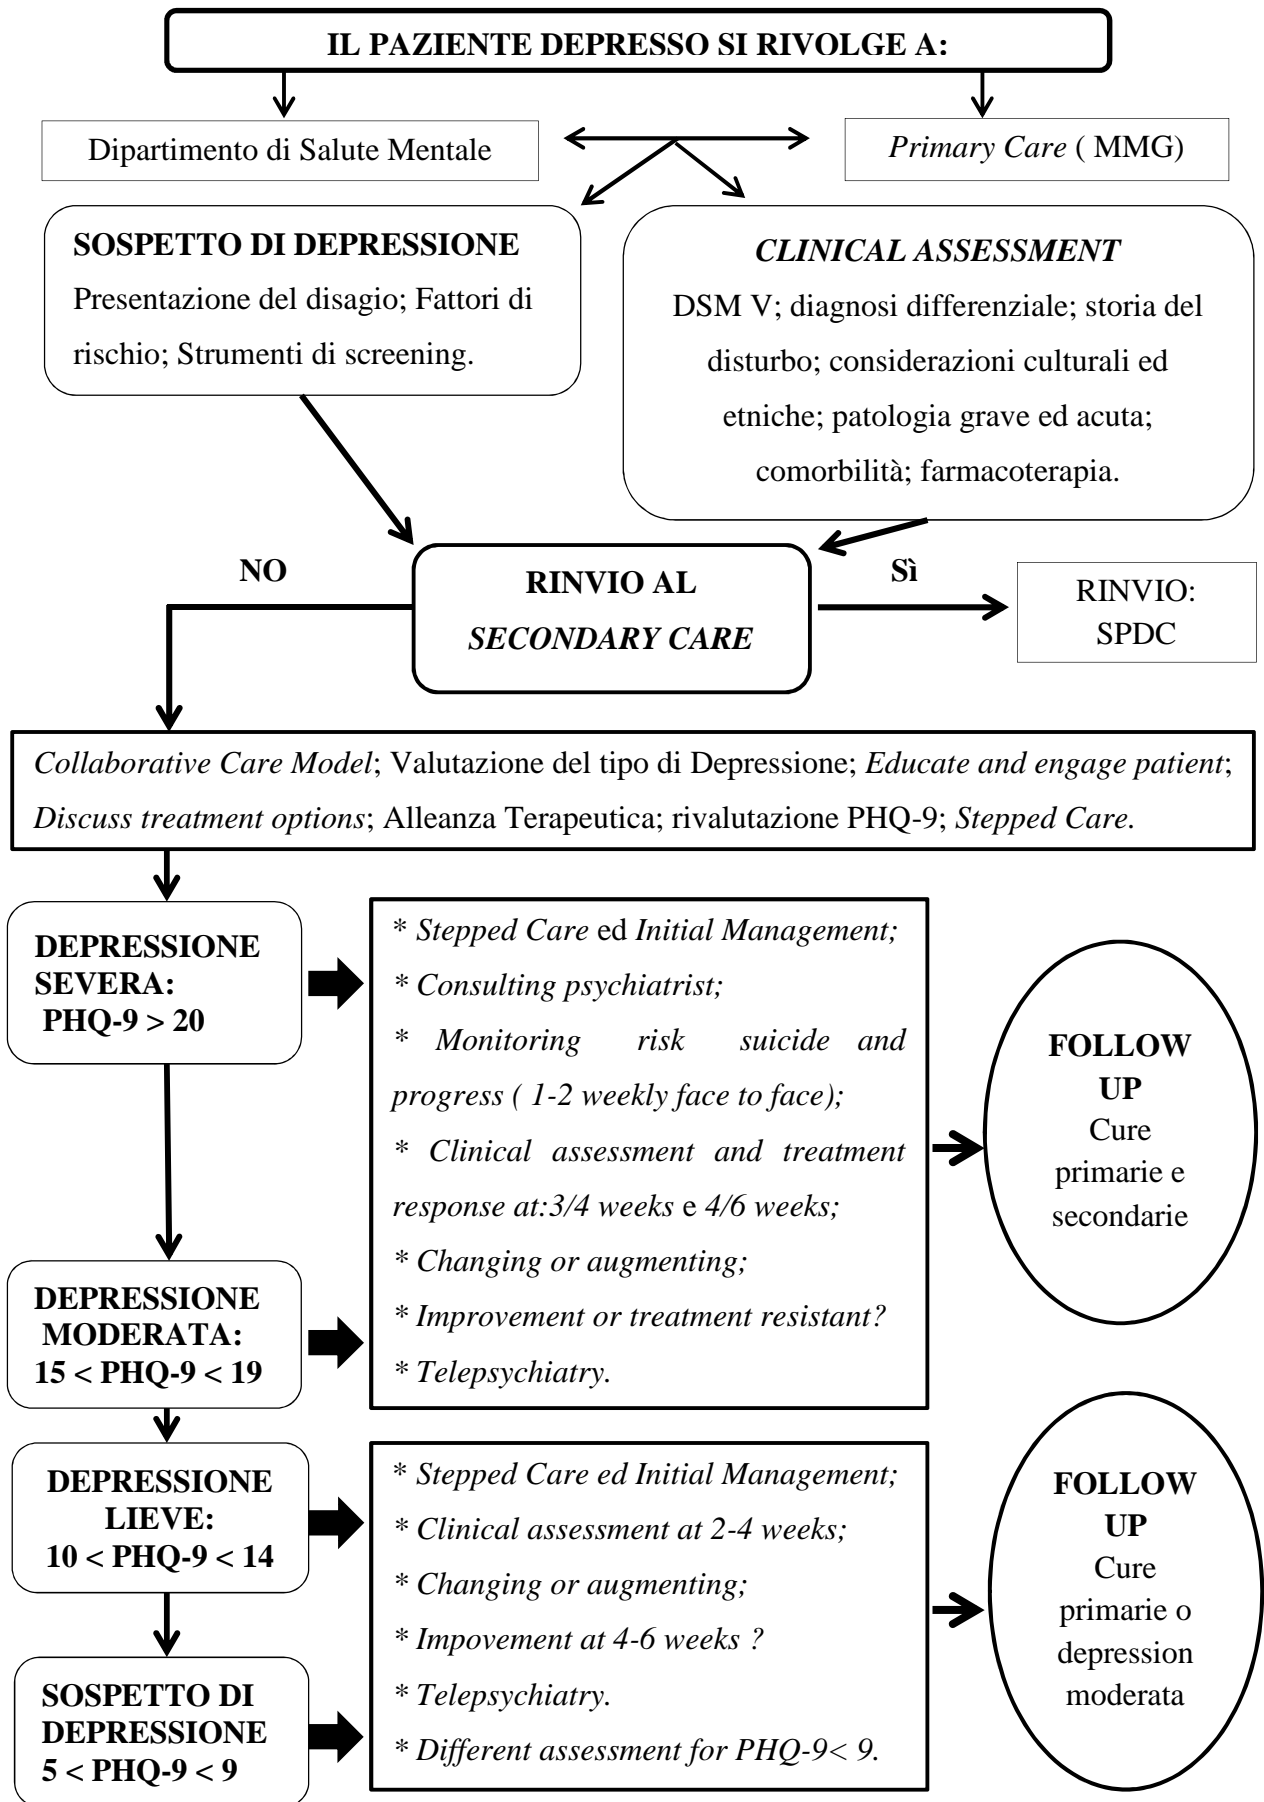 IL PAZIENTE DEPRESSO SI RIVOLGE A:
Dipartimento di Salute Mentale
Primary Care ( MMG)
SOSPETTO DI DEPRESSIONE
Presentazione del disagio; Fattori di
rischio; Strumenti di screening.
CLINICAL ASSESSMENT
DSM V; diagnosi differenziale; storia del
disturbo; considerazioni culturali ed
etniche; patologia grave ed acuta;
comorbilità; farmacoterapia.
NO
RINVIO AL
SECONDARY CARE
Sì
RINVIO:
SPDC
Collaborative Care Model; Valutazione del tipo di Depressione; Educate and engage patient;
Discuss treatment options; Alleanza Terapeutica; rivalutazione PHQ-9; Stepped Care.
DEPRESSIONE
SEVERA:
PHQ-9 > 20
* Stepped Care ed Initial Management;
* Consulting psychiatrist;
* Monitoring risk suicide and
progress ( 1-2 weekly face to face);
* Clinical assessment and treatment
response at:3/4 weeks e 4/6 weeks;
* Changing or augmenting;
* Improvement or treatment resistant?
* Telepsychiatry.
FOLLOW
UP
Cure
primarie e
secondarie
DEPRESSIONE
MODERATA:
15 < PHQ-9 < 19
DEPRESSIONE
LIEVE:
10 < PHQ-9 < 14
* Stepped Care ed Initial Management;
* Clinical assessment at 2-4 weeks;
* Changing or augmenting;
* Impovement at 4-6 weeks ?
* Telepsychiatry.
* Different assessment for PHQ-9< 9.
FOLLOW
UP
Cure
primarie o
depression
moderata
SOSPETTO DI
DEPRESSIONE
5 < PHQ-9 < 9